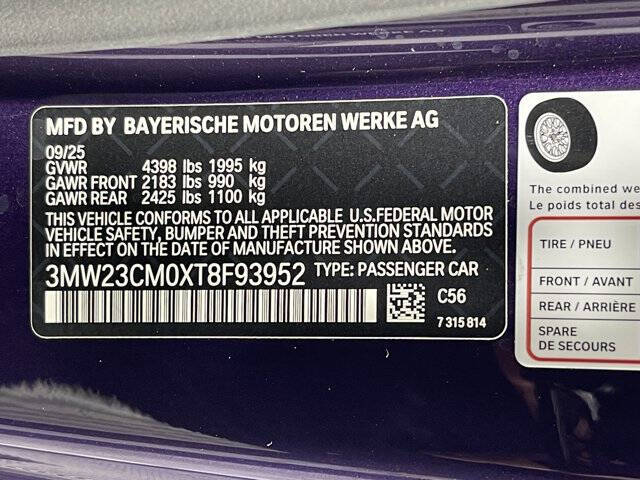 MFD BY BAYERISCHE MOTOREN WERKE AG
09/25
GVWR 4398 lbs 1995 kg
GAWR FRONT 2183 lbs 990 kg
GAWR REAR 2425 lbs 1100 kg
THIS VEHICLE CONFORMS TO ALL APPLICABLE U.S.FEDERAL MOTOR
VEHICLE SAFETY, BUMPER AND THEFT PREVENTION STANDARDS
IN EFFECT ON THE DATE OF MANUFACTURE SHOWN ABOVE.
3MW23CM0XT8F93952 TYPE: PASSENGER CAR
C56
7 315 814
The combined we
Le poids total des
TIRE / PNEU
FRONT / AVANT
REAR / ARRIÈRE
SPARE
DE SECOURS